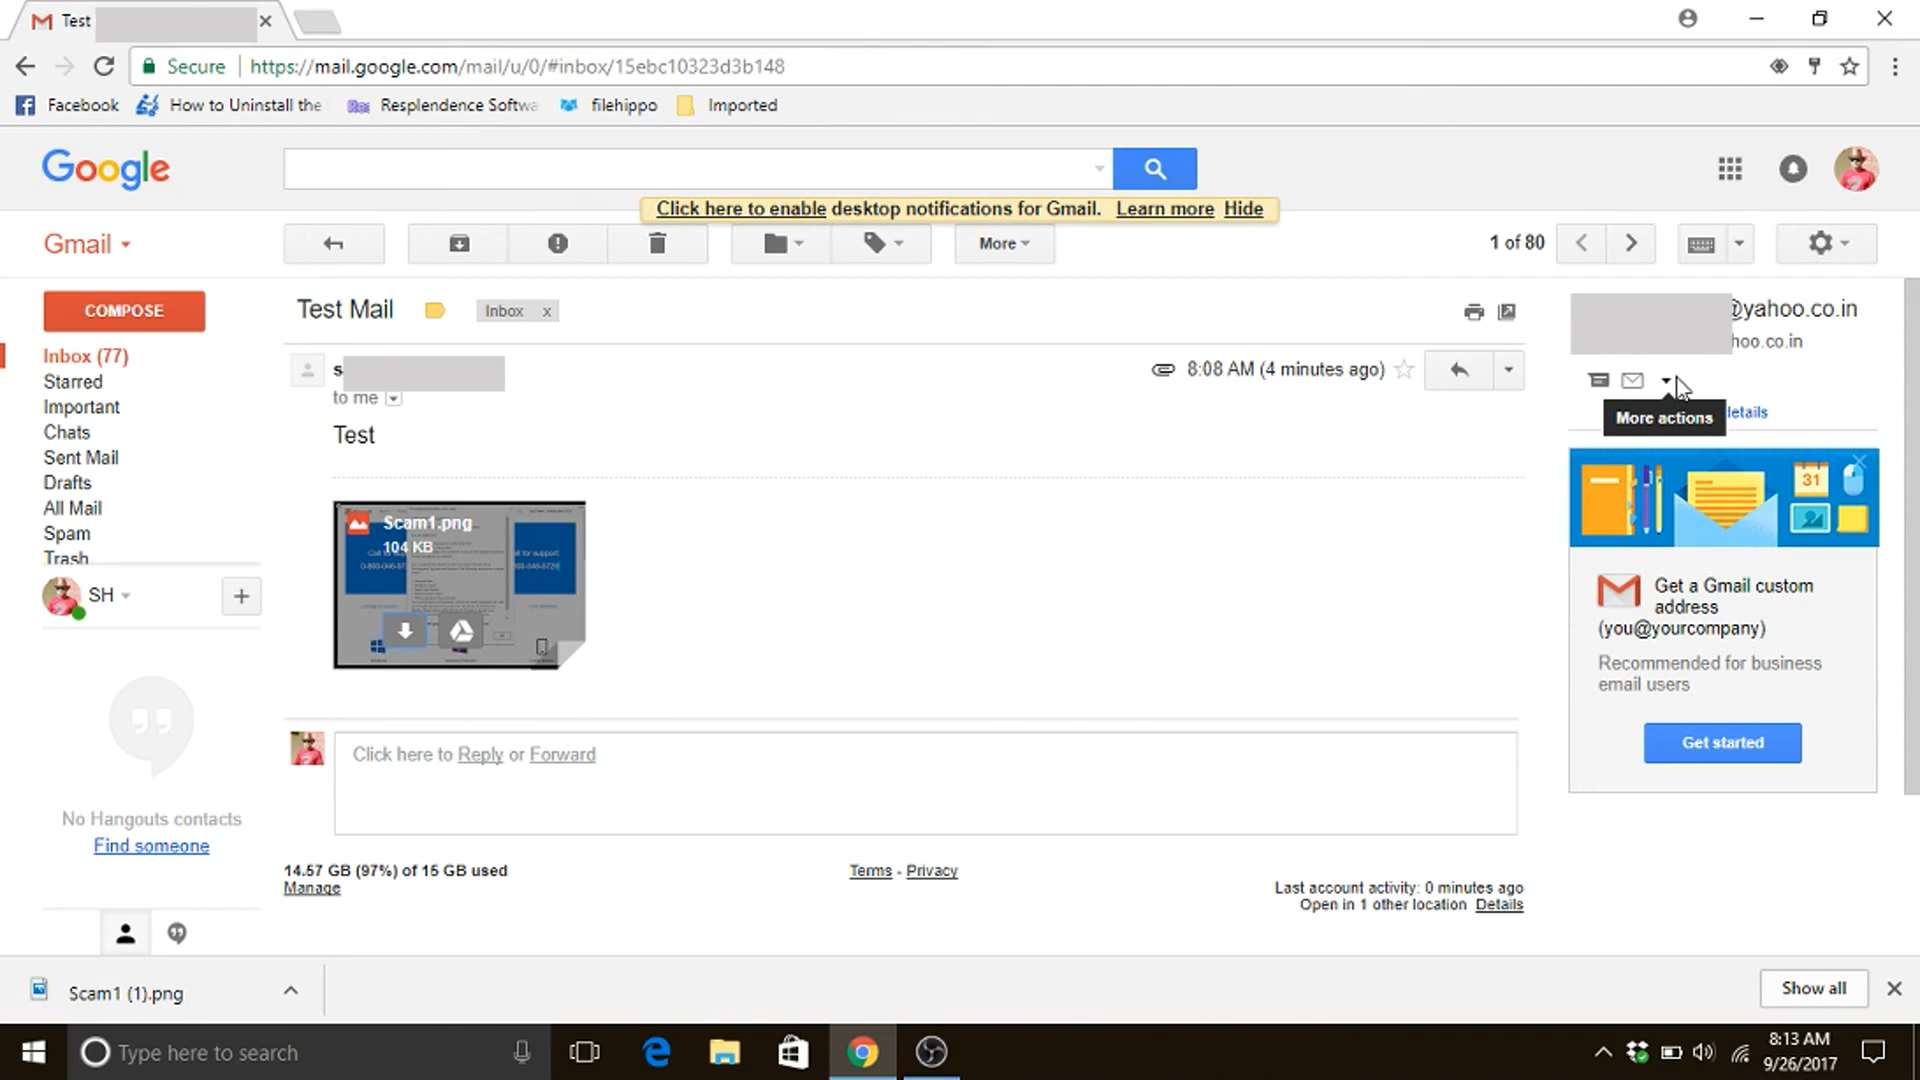 Test
Secure
https://mail.google.com/mail/u/0/#inbox/15ebc10323d3b148
Facebook
How to Uninstall the
Resplendence Softwa
filehippo
Imported
Google
Click here to enable desktop notifications for Gmail. Learn more Hide
Gmail
More
1 of 80
COMPOSE
Test Mail
Inbox x
@yahoo.co.in
hoo.co.in
Inbox (77)
Starred
Important
Chats
Sent Mail
Drafts
All Mail
Spam
Trash
s
8:08 AM (4 minutes ago)
to me
More actions
etails
Test
Scam1.png
104 KB
31
SH
Get a Gmail custom
address
(you@yourcompany)
Recommended for business
email users
Get started
Click here to Reply or Forward
No Hangouts contacts
Find someone
14.57 GB (97%) of 15 GB used
Manage
Terms - Privacy
Last account activity: 0 minutes ago
Open in 1 other location Details
Scam1 (1).png
Show all
Type here to search
8:13 AM
9/26/2017